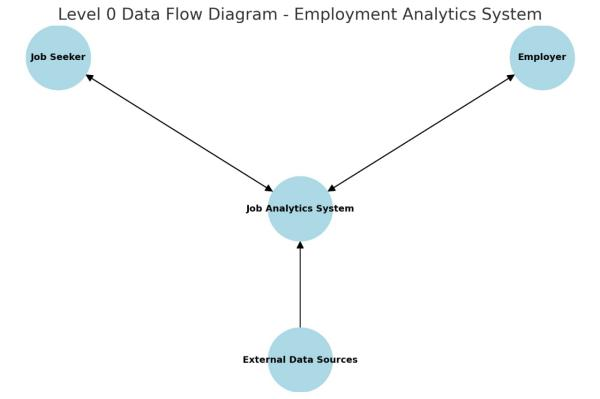 Level 0 Data Flow Diagram - Employment Analytics System
Job Seeker
Employer
Job Analytics System
External Data Sources